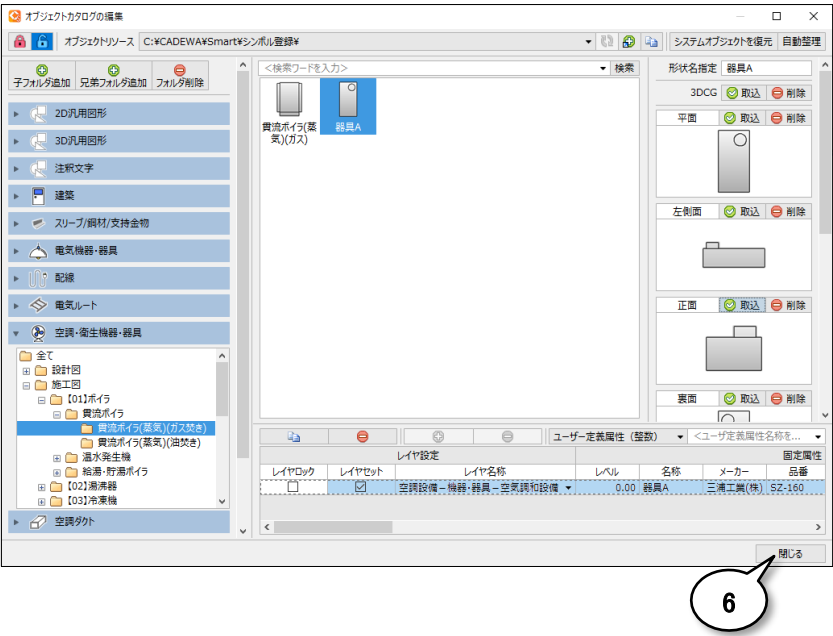 オブジェクトカタログの編集
オブジェクトリソース C:¥CADEWA¥Smart¥シンボル登録¥ システムオブジェクトを復元 自動整理
子フォルダ追加 兄弟フォルダ追加 フォルダ削除
2D汎用図形
3D汎用図形
注釈文字
建築
スリーブ/鋼材/支持金物
電気機器・器具
配線
電気ルート
空調・衛生機器・器具
全て
設計図
施工図
【01】ボイラ
貫流ボイラ
貫流ボイラ(蒸気)(ガス焚き)
貫流ボイラ(蒸気)(油焚き)
温水発生機
給湯・貯湯ボイラ
【02】湯沸器
【03】冷凍機
空調ダクト
<検索ワードを入力> 検索
貫流ボイラ(蒸
気)(ガス)
器具A
形状名指定 器具A
3DCG 取込 削除
平面 取込 削除
左側面 取込 削除
正面 取込 削除
裏面 取込 削除
ユーザー定義属性（整数） <ユーザ定義属性名称を...
レイヤ設定 固定属性
レイヤロック レイヤセット レイヤ名称 レベル 名称 メーカー 品番
空調設備－機器・器具－空気調和設備 0.00 器具A 三浦工業(株) SZ-160
閉じる
6